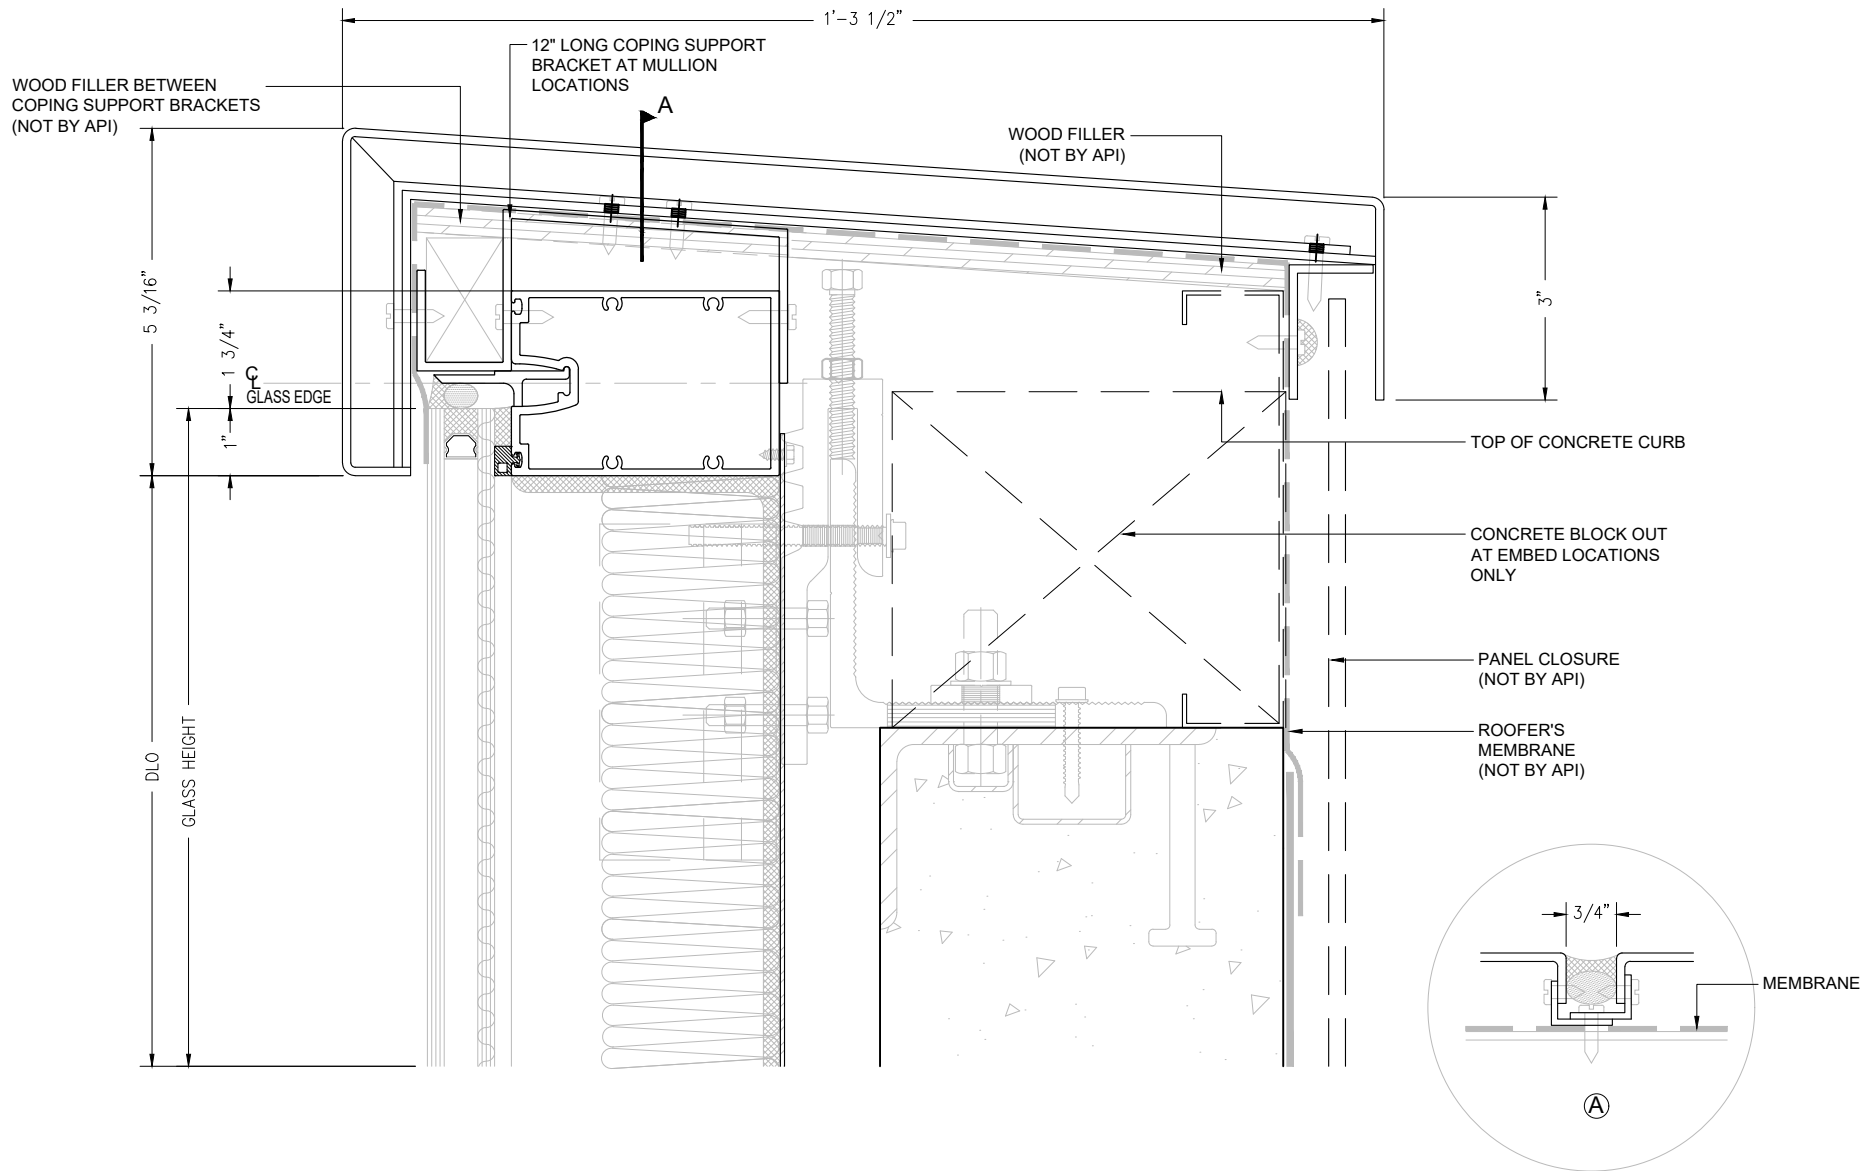 1'-3 1/2"
12" LONG COPING SUPPORT
BRACKET AT MULLION
LOCATIONS
WOOD FILLER BETWEEN
COPING SUPPORT BRACKETS
(NOT BY API)
A
WOOD FILLER
(NOT BY API)
5 3/16"
1 3/4"
3"
℄
GLASS EDGE
1"
TOP OF CONCRETE CURB
CONCRETE BLOCK OUT
AT EMBED LOCATIONS
ONLY
PANEL CLOSURE
(NOT BY API)
ROOFER'S
MEMBRANE
(NOT BY API)
DLO
GLASS HEIGHT
3/4"
MEMBRANE
A